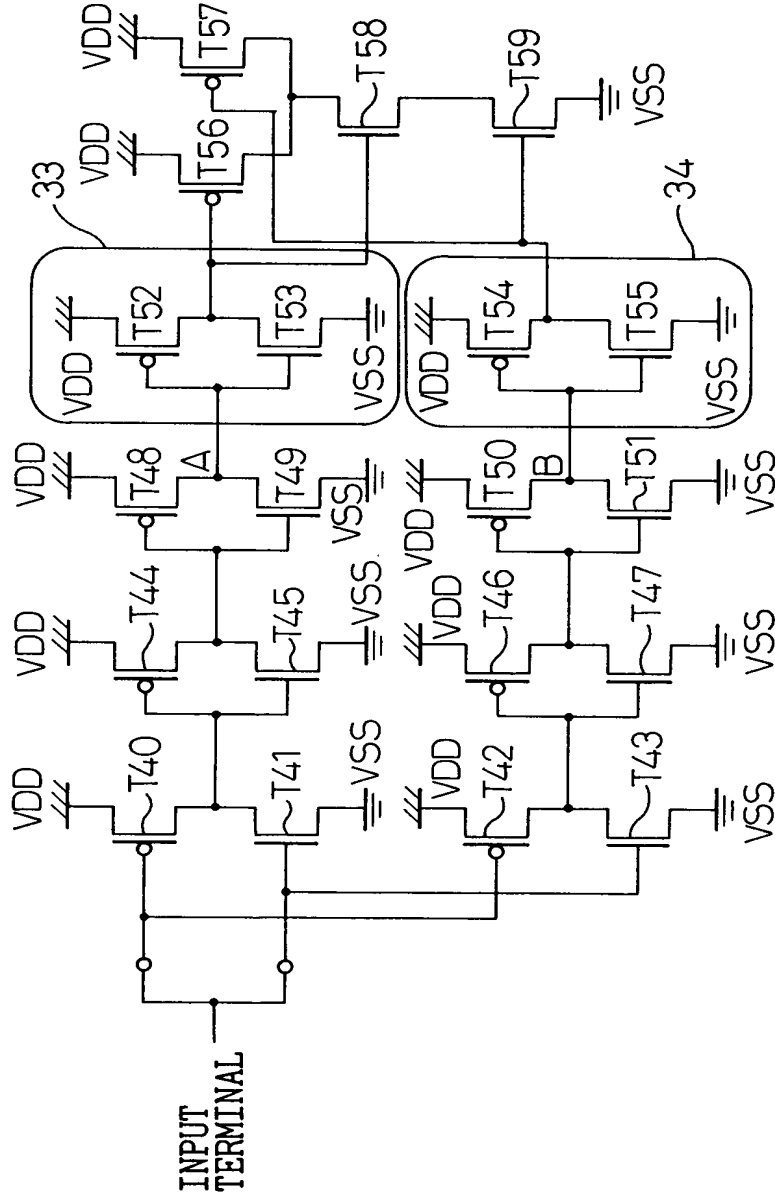 INPUT
TERMINAL
VDD
T40
T41
VSS
VDD
T42
T43
VSS
VDD
T44
T45
VSS
VDD
T46
T47
VSS
VDD
T48
A
T49
VSS
VDD
T50
B
T51
VSS
33
VDD
T52
T53
VSS
34
VDD
T54
T55
VSS
VDD
T56
VDD
T57
T58
T59
VSS